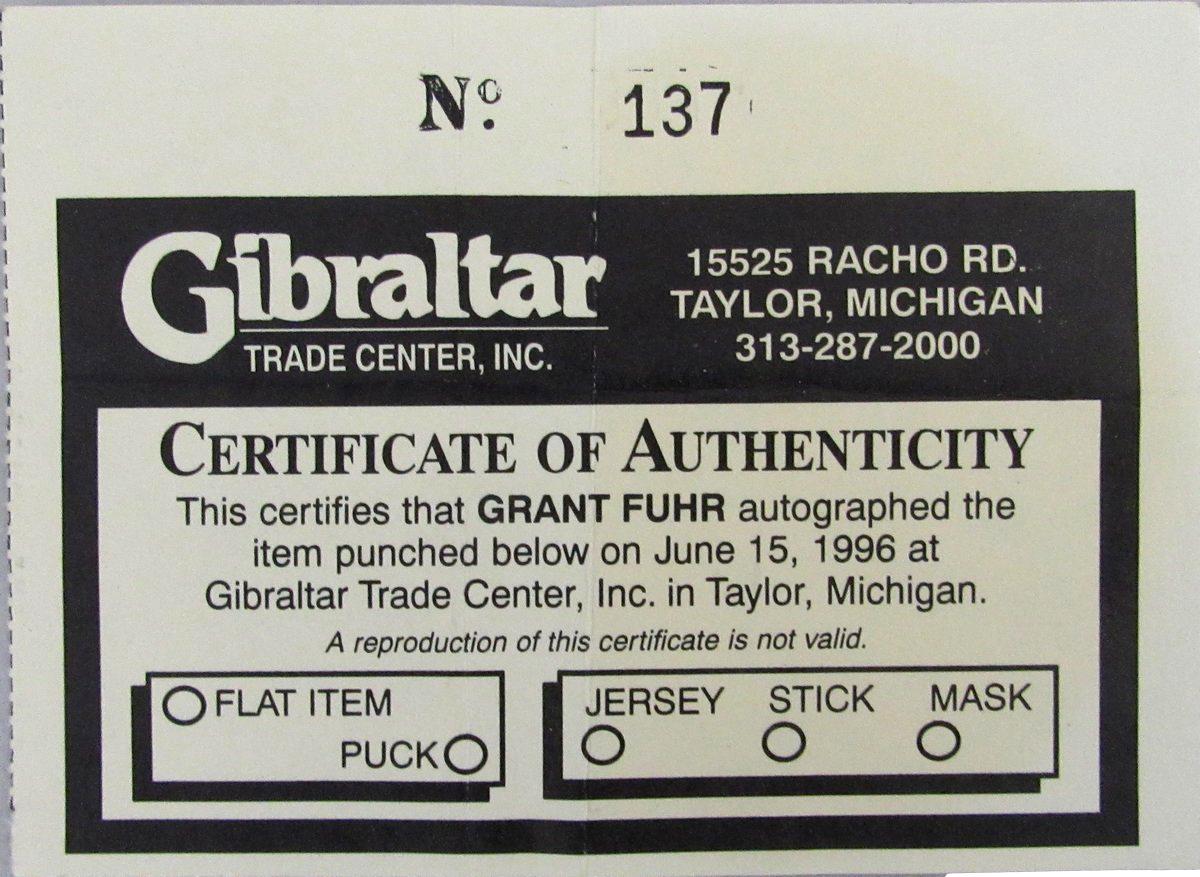 No. 137
Gibraltar
TRADE CENTER, INC.
15525 RACHO RD.
TAYLOR, MICHIGAN
313-287-2000
CERTIFICATE OF AUTHENTICITY
This certifies that GRANT FUHR autographed the
item punched below on June 15, 1996 at
Gibraltar Trade Center, Inc. in Taylor, Michigan.
A reproduction of this certificate is not valid.
FLAT ITEM
PUCK
JERSEY STICK MASK